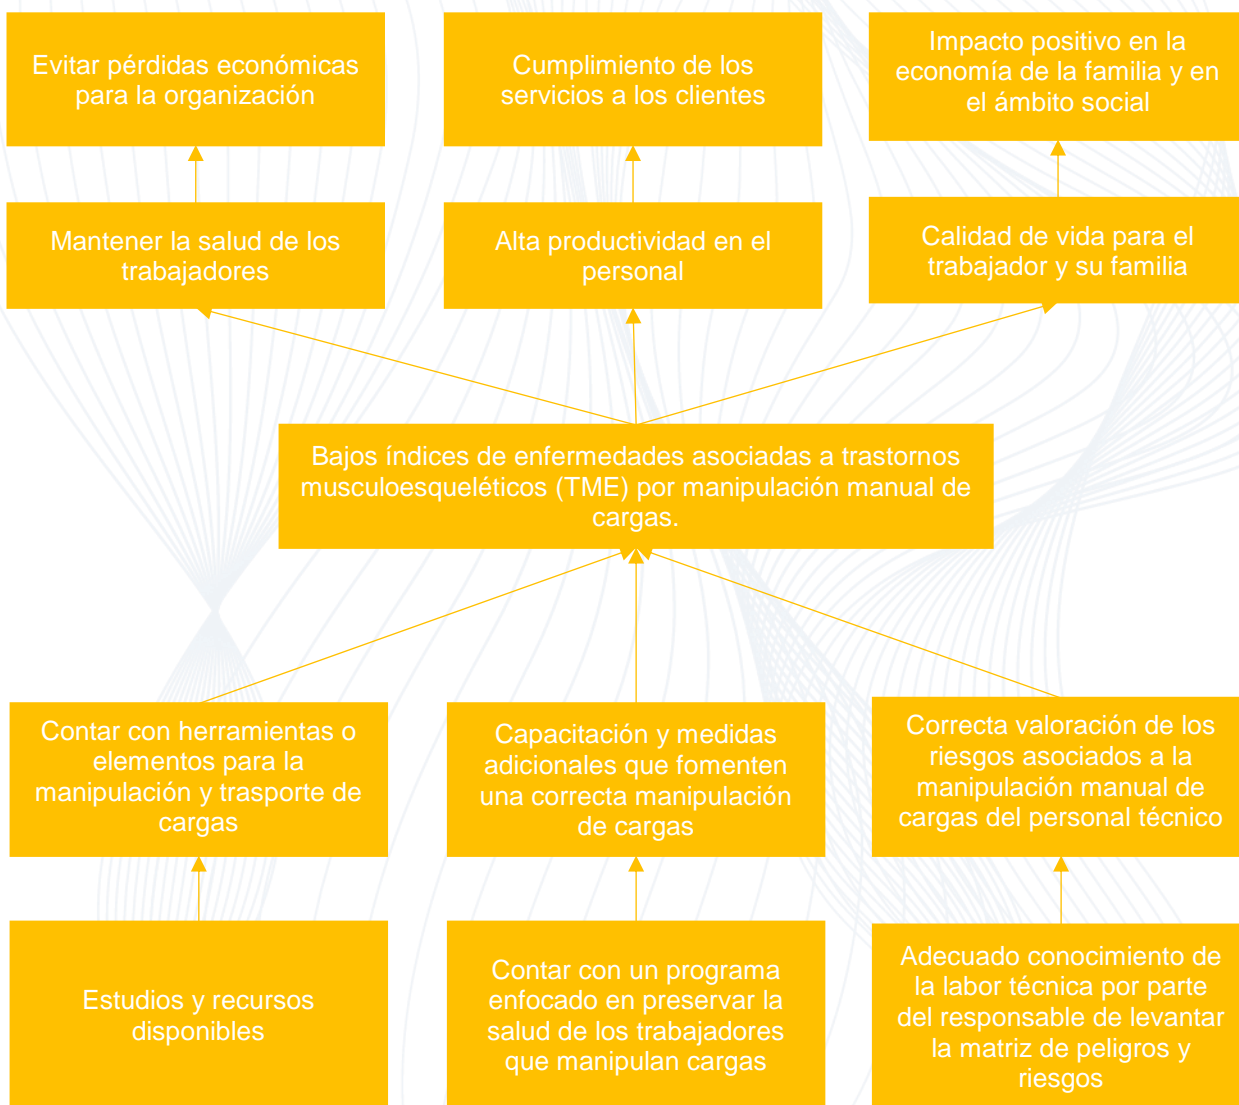 Evitar pérdidas económicas
para la organización
Cumplimiento de los
servicios a los clientes
Impacto positivo en la
economía de la familia y en
el ámbito social
Mantener la salud de los
trabajadores
Alta productividad en el
personal
Calidad de vida para el
trabajador y su familia
Bajos índices de enfermedades asociadas a trastornos
musculoesqueléticos (TME) por manipulación manual de
cargas.
Contar con herramientas o
elementos para la
manipulación y trasporte de
cargas
Capacitación y medidas
adicionales que fomenten
una correcta manipulación
de cargas
Correcta valoración de los
riesgos asociados a la
manipulación manual de
cargas del personal técnico
Estudios y recursos
disponibles
Contar con un programa
enfocado en preservar la
salud de los trabajadores
que manipulan cargas
Adecuado conocimiento de
la labor técnica por parte
del responsable de levantar
la matriz de peligros y
riesgos